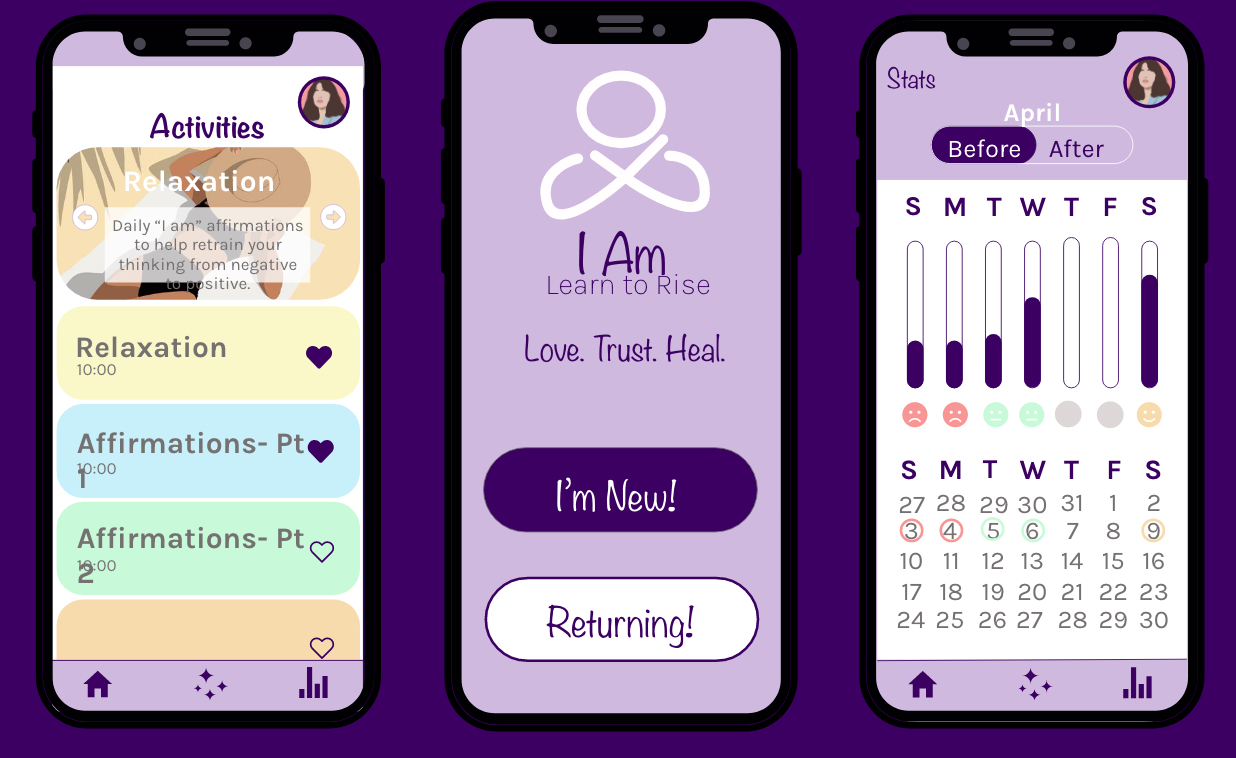 Activities
Relaxation
Daily “I am” affirmations
to help retrain your
thinking from negative
to positive.
Relaxation
10:00
Affirmations- Pt
1
10:00
Affirmations- Pt
2
10:00
I Am
Learn to Rise
Love. Trust. Heal.
I'm New!
Returning!
Stats
April
Before After
S M T W T F S
S M T W T F S
27 28 29 30 31 1 2
3 4 5 6 7 8 9
10 11 12 13 14 15 16
17 18 19 20 21 22 23
24 25 26 27 28 29 30